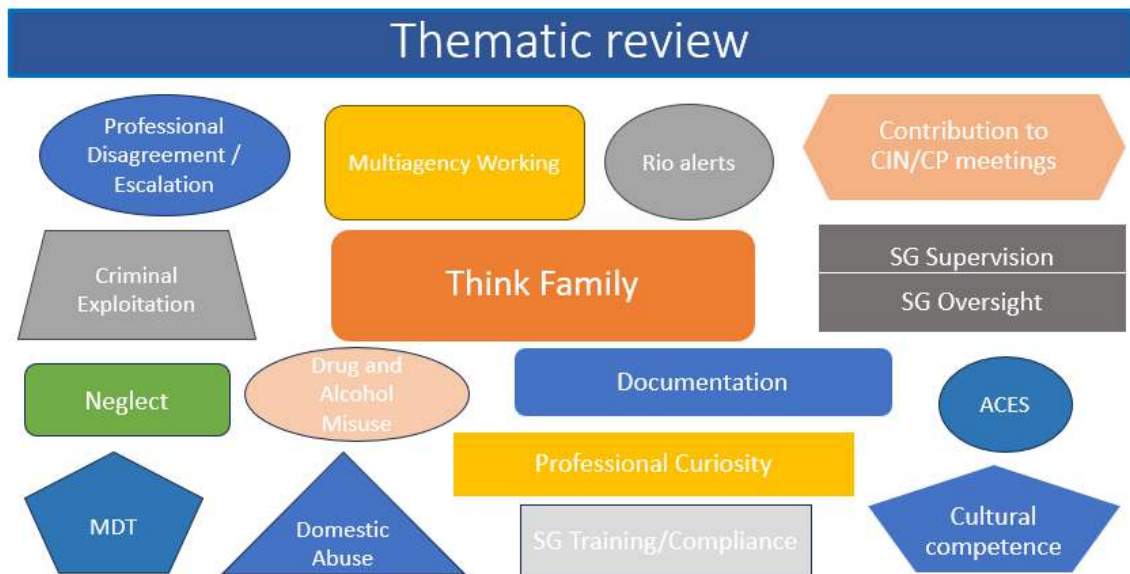 Thematic review
Professional
Disagreement /
Escalation
Multiagency Working
Rio alerts
Contribution to
CIN/CP meetings
Criminal
Exploitation
Think Family
SG Supervision
SG Oversight
Neglect
Drug and
Alcohol
Misuse
Documentation
ACES
Professional Curiosity
MDT
Domestic
Abuse
SG Training/Compliance
Cultural
competence